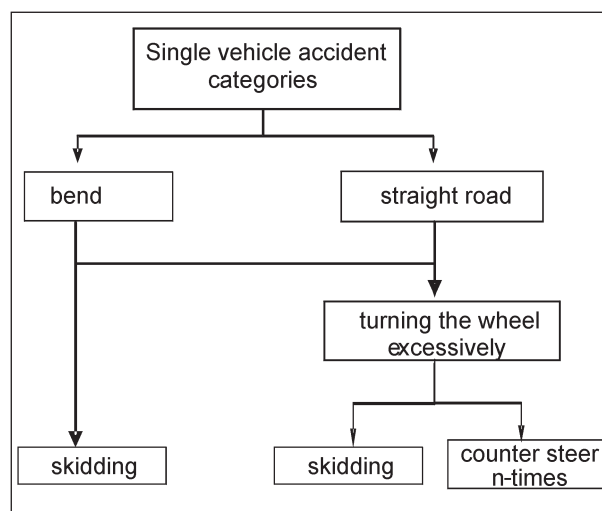 Single vehicle accident
categories
bend
straight road
turning the wheel
excessively
skidding
skidding
counter steer
n-times